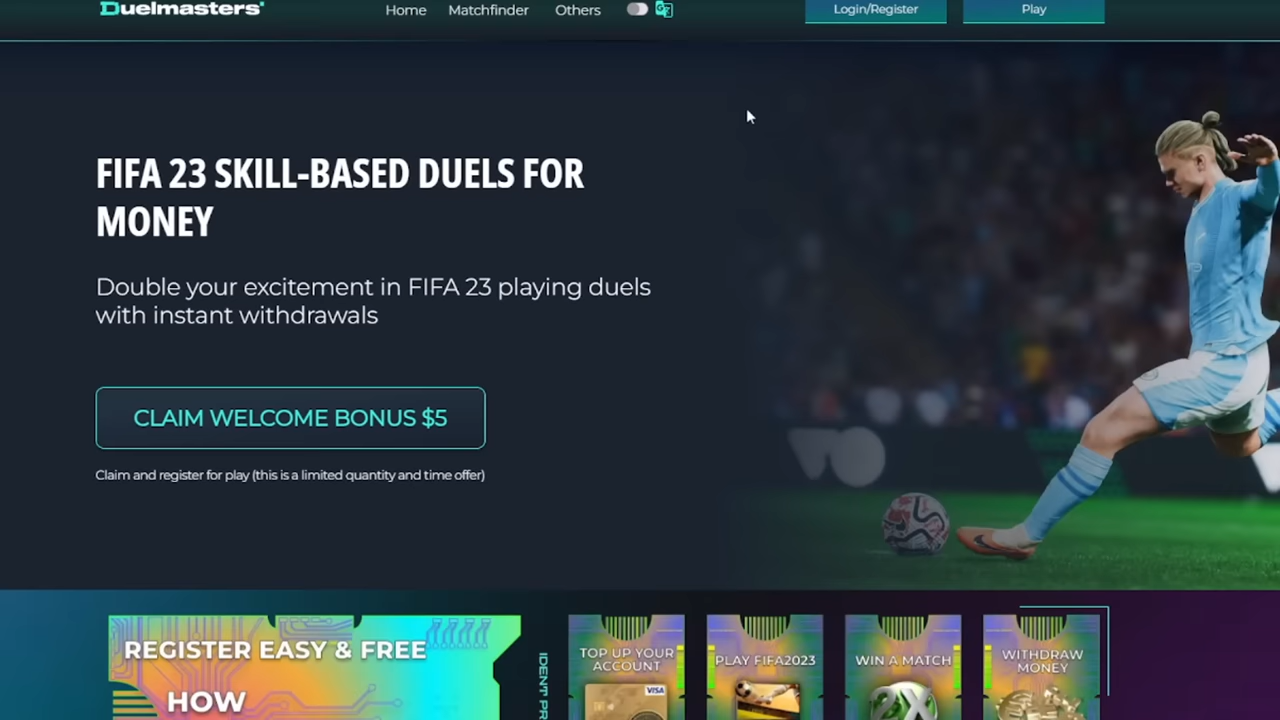 Duelmasters
Home
Matchfinder
Others
Login/Register
Play
FIFA 23 SKILL-BASED DUELS FOR
MONEY
Double your excitement in FIFA 23 playing duels
with instant withdrawals
CLAIM WELCOME BONUS $5
Claim and register for play (this is a limited quantity and time offer)
REGISTER EASY & FREE
HOW
TOP UP YOUR
ACCOUNT
VISA
PLAY FIFA2023
WIN A MATCH
2X
WITHDRAW
MONEY